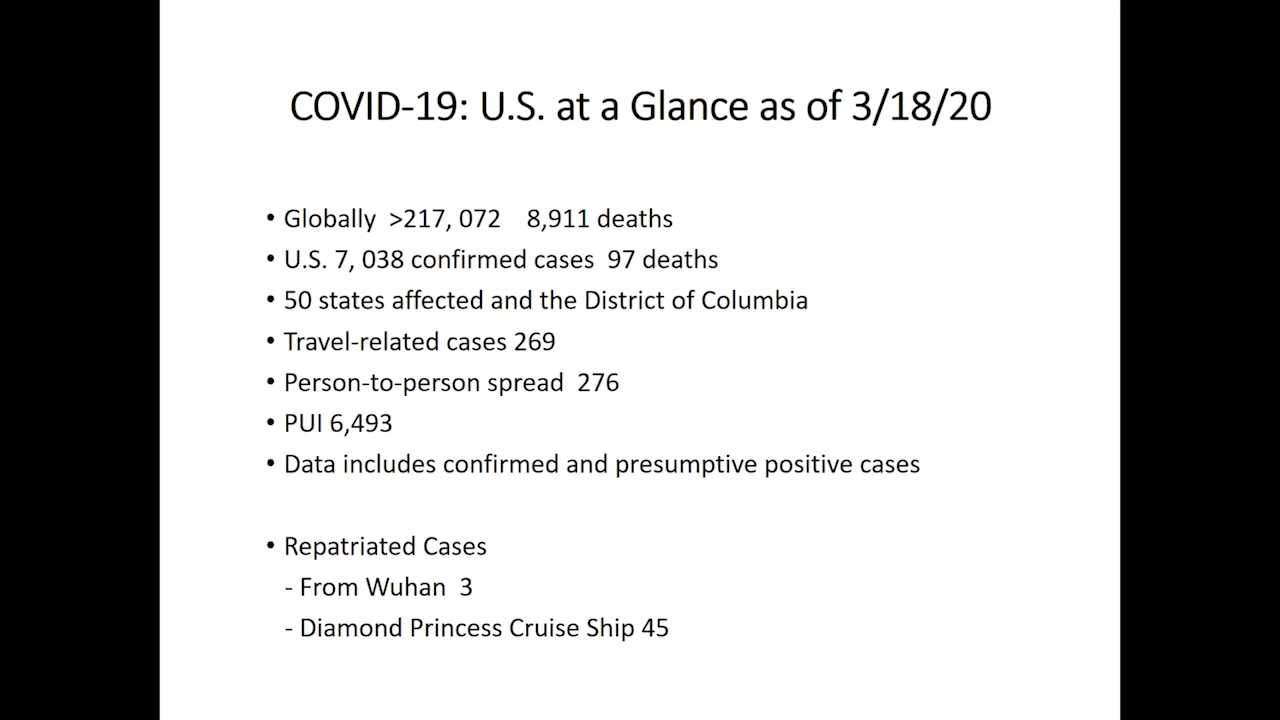 COVID-19: U.S. at a Glance as of 3/18/20
• Globally  >217, 072    8,911 deaths
• U.S. 7, 038 confirmed cases  97 deaths
• 50 states affected and the District of Columbia
• Travel-related cases 269
• Person-to-person spread  276
• PUI 6,493
• Data includes confirmed and presumptive positive cases
• Repatriated Cases
- From Wuhan  3
- Diamond Princess Cruise Ship 45